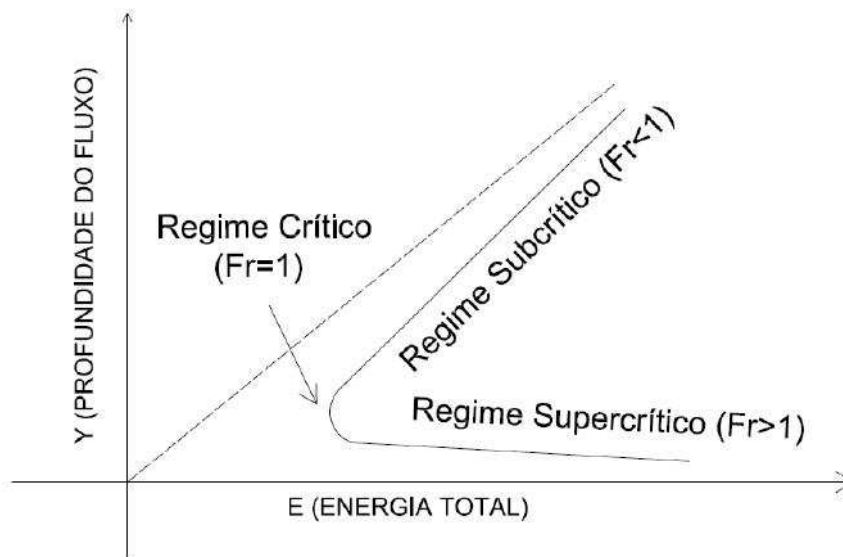 Y (PROFUNDIDADE DO FLUXO)
Regime Crítico
(Fr=1)
Regime Subcrítico (Fr<1)
Regime Supercrítico (Fr>1)
E (ENERGIA TOTAL)